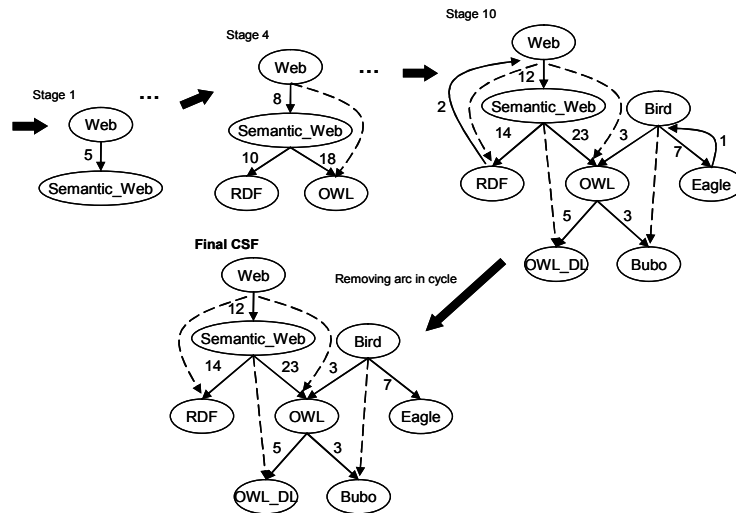 Stage 1
...
Web
5
Semantic_Web
Stage 4
...
Web
8
Semantic_Web
10
18
RDF
OWL
Stage 10
Web
12
2
Semantic_Web
Bird
14
23
3
7
1
RDF
OWL
Eagle
5
3
OWL_DL
Bubo
Removing arc in cycle
Final CSF
Web
12
Semantic_Web
Bird
14
23
3
7
RDF
OWL
Eagle
5
3
OWL_DL
Bubo